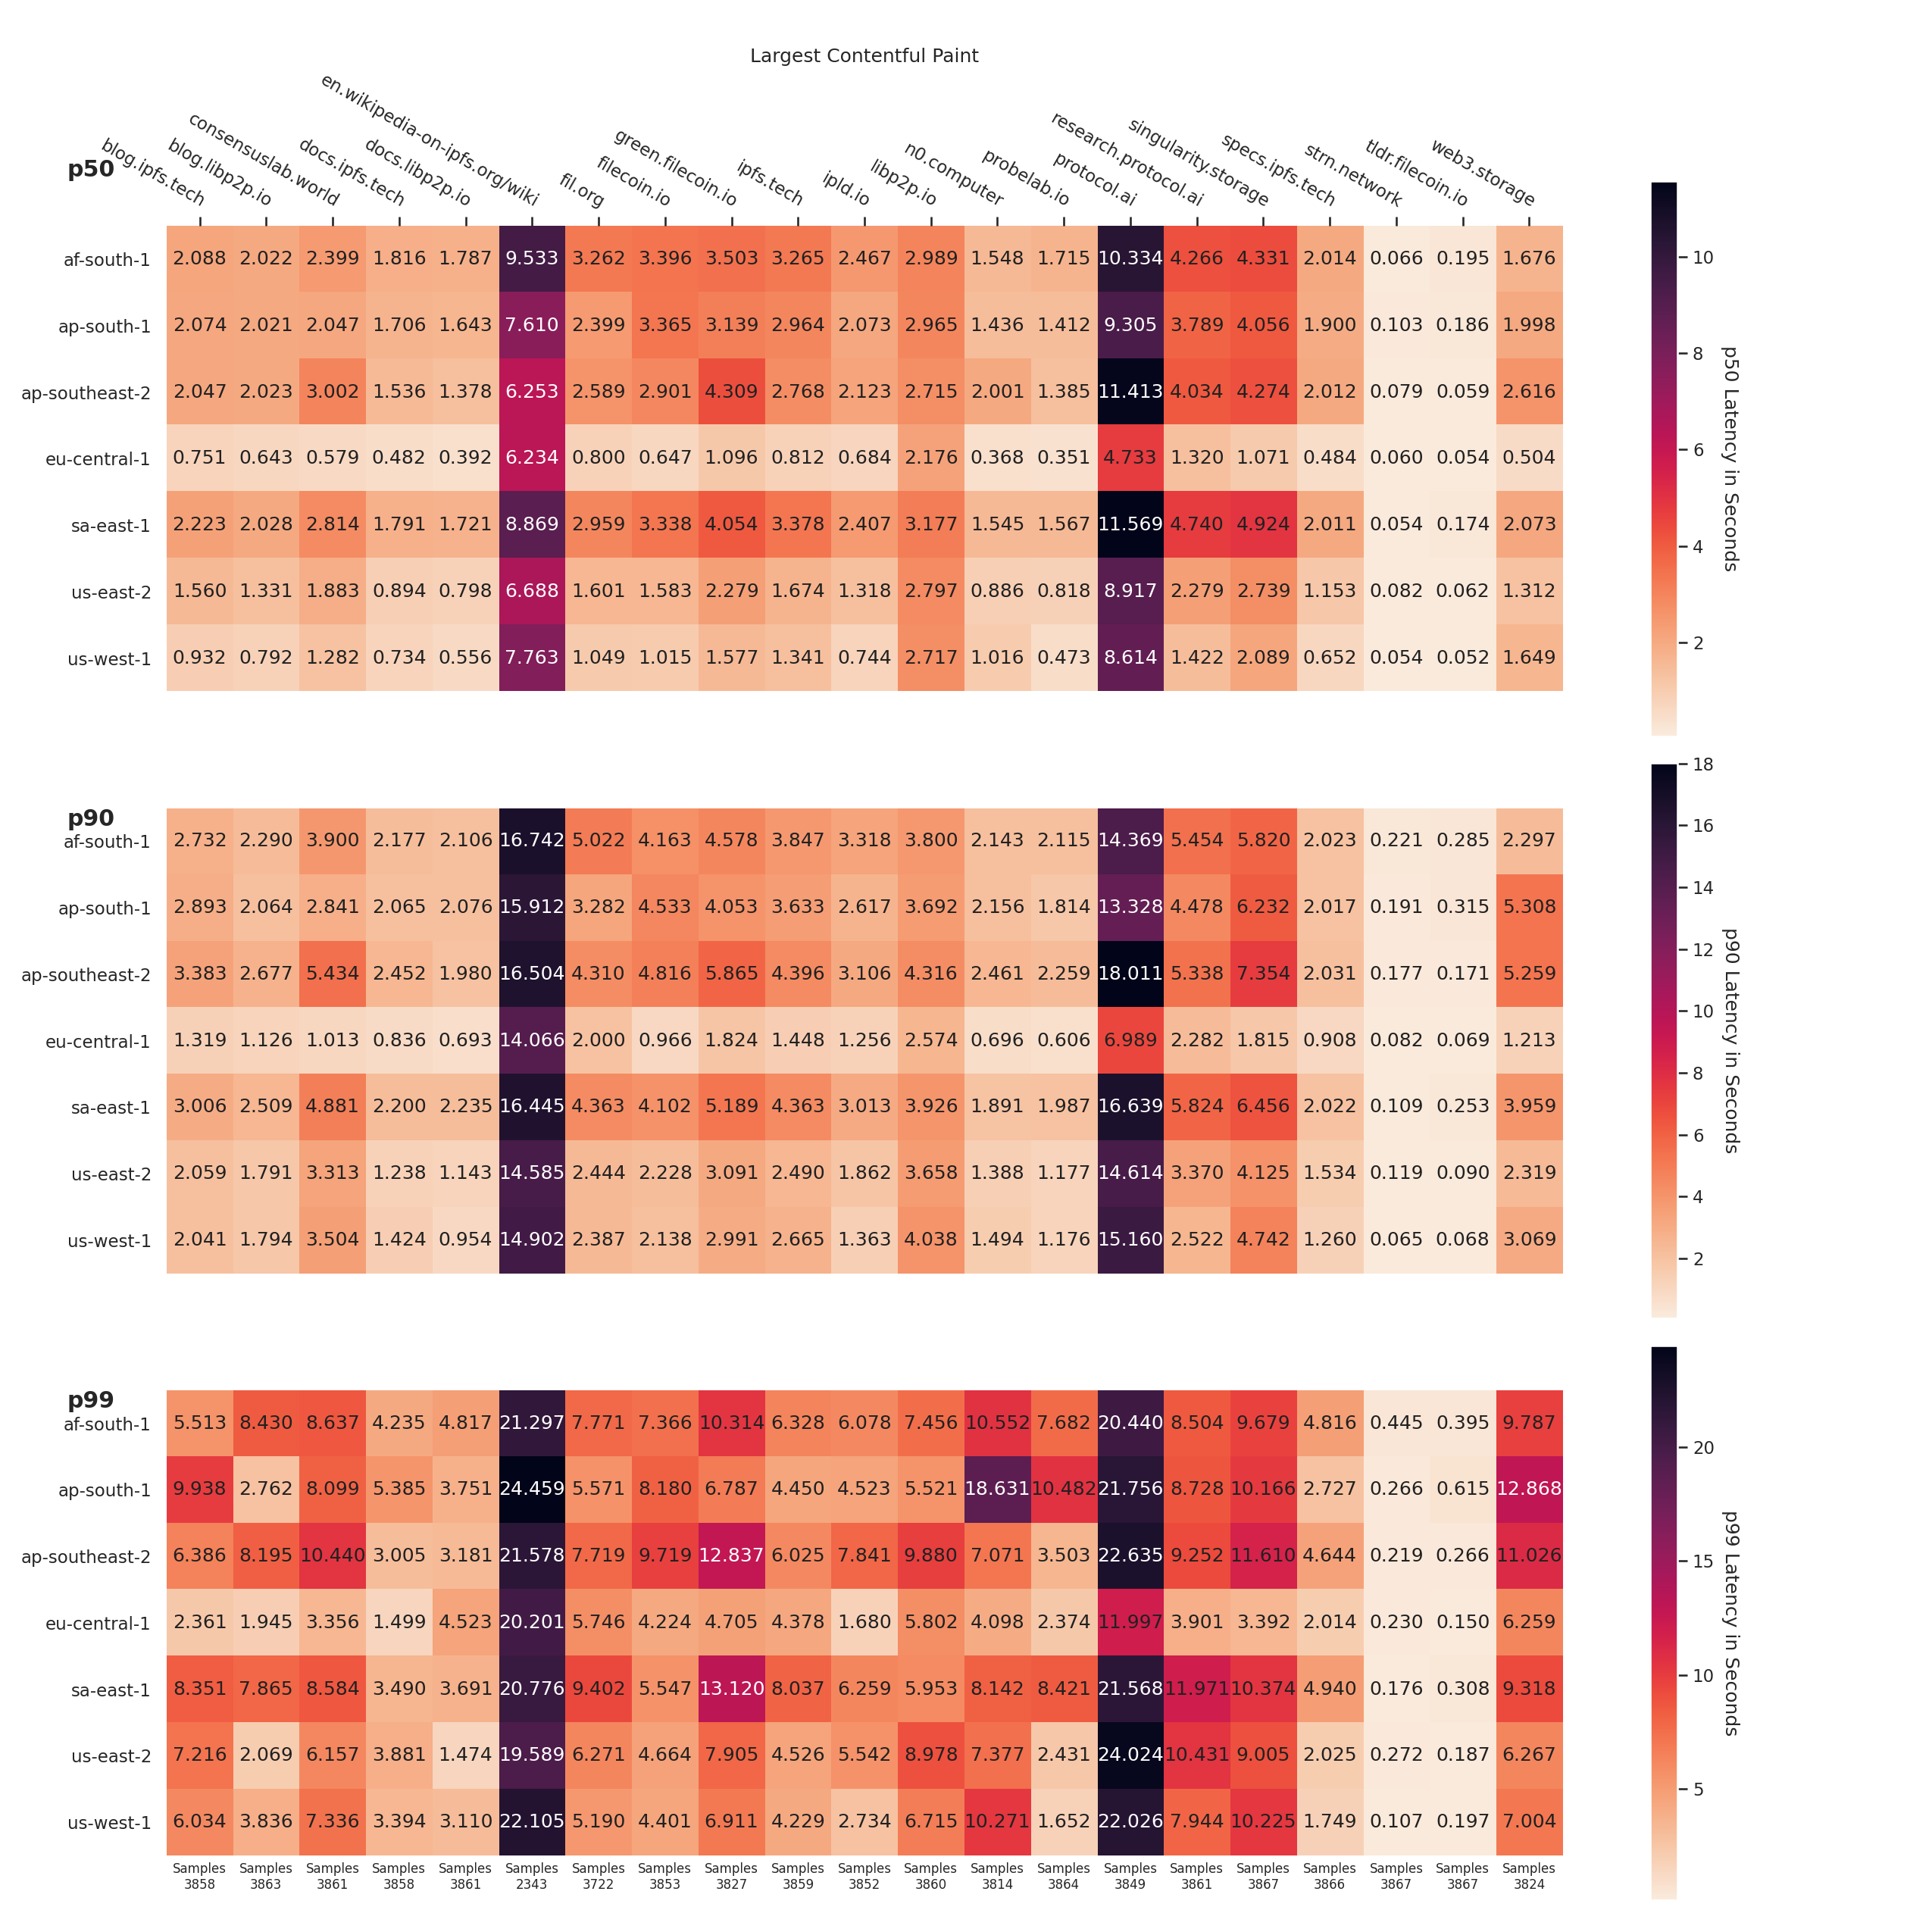 Largest Contentful Paint
p50
blog.ipfs.tech
blog.libp2p.io
consensuslab.world
docs.ipfs.tech
docs.libp2p.io
en.wikipedia-on-ipfs.org/wiki
fil.org
filecoin.io
green.filecoin.io
ipfs.tech
ipld.io
libp2p.io
n0.computer
probelab.io
protocol.ai
research.protocol.ai
singularity.storage
specs.ipfs.tech
strn.network
tldr.filecoin.io
web3.storage
af-south-1 2.088 2.022 2.399 1.816 1.787 9.533 3.262 3.396 3.503 3.265 2.467 2.989 1.548 1.715 10.334 4.266 4.331 2.014 0.066 0.195 1.676
ap-south-1 2.074 2.021 2.047 1.706 1.643 7.610 2.399 3.365 3.139 2.964 2.073 2.965 1.436 1.412 9.305 3.789 4.056 1.900 0.103 0.186 1.998
ap-southeast-2 2.047 2.023 3.002 1.536 1.378 6.253 2.589 2.901 4.309 2.768 2.123 2.715 2.001 1.385 11.413 4.034 4.274 2.012 0.079 0.059 2.616
eu-central-1 0.751 0.643 0.579 0.482 0.392 6.234 0.800 0.647 1.096 0.812 0.684 2.176 0.368 0.351 4.733 1.320 1.071 0.484 0.060 0.054 0.504
sa-east-1 2.223 2.028 2.814 1.791 1.721 8.869 2.959 3.338 4.054 3.378 2.407 3.177 1.545 1.567 11.569 4.740 4.924 2.011 0.054 0.174 2.073
us-east-2 1.560 1.331 1.883 0.894 0.798 6.688 1.601 1.583 2.279 1.674 1.318 2.797 0.886 0.818 8.917 2.279 2.739 1.153 0.082 0.062 1.312
us-west-1 0.932 0.792 1.282 0.734 0.556 7.763 1.049 1.015 1.577 1.341 0.744 2.717 1.016 0.473 8.614 1.422 2.089 0.652 0.054 0.052 1.649
10
8
6
4
2
p50 Latency in Seconds
p90
af-south-1 2.732 2.290 3.900 2.177 2.106 16.742 5.022 4.163 4.578 3.847 3.318 3.800 2.143 2.115 14.369 5.454 5.820 2.023 0.221 0.285 2.297
ap-south-1 2.893 2.064 2.841 2.065 2.076 15.912 3.282 4.533 4.053 3.633 2.617 3.692 2.156 1.814 13.328 4.478 6.232 2.017 0.191 0.315 5.308
ap-southeast-2 3.383 2.677 5.434 2.452 1.980 16.504 4.310 4.816 5.865 4.396 3.106 4.316 2.461 2.259 18.011 5.338 7.354 2.031 0.177 0.171 5.259
eu-central-1 1.319 1.126 1.013 0.836 0.693 14.066 2.000 0.966 1.824 1.448 1.256 2.574 0.696 0.606 6.989 2.282 1.815 0.908 0.082 0.069 1.213
sa-east-1 3.006 2.509 4.881 2.200 2.235 16.445 4.363 4.102 5.189 4.363 3.013 3.926 1.891 1.987 16.639 5.824 6.456 2.022 0.109 0.253 3.959
us-east-2 2.059 1.791 3.313 1.238 1.143 14.585 2.444 2.228 3.091 2.490 1.862 3.658 1.388 1.177 14.614 3.370 4.125 1.534 0.119 0.090 2.319
us-west-1 2.041 1.794 3.504 1.424 0.954 14.902 2.387 2.138 2.991 2.665 1.363 4.038 1.494 1.176 15.160 2.522 4.742 1.260 0.065 0.068 3.069
18
16
14
12
10
8
6
4
2
p90 Latency in Seconds
p99
af-south-1 5.513 8.430 8.637 4.235 4.817 21.297 7.771 7.366 10.314 6.328 6.078 7.456 10.552 7.682 20.440 8.504 9.679 4.816 0.445 0.395 9.787
ap-south-1 9.938 2.762 8.099 5.385 3.751 24.459 5.571 8.180 6.787 4.450 4.523 5.521 18.631 10.482 21.756 8.728 10.166 2.727 0.266 0.615 12.868
ap-southeast-2 6.386 8.195 10.440 3.005 3.181 21.578 7.719 9.719 12.837 6.025 7.841 9.880 7.071 3.503 22.635 9.252 11.610 4.644 0.219 0.266 11.026
eu-central-1 2.361 1.945 3.356 1.499 4.523 20.201 5.746 4.224 4.705 4.378 1.680 5.802 4.098 2.374 11.997 3.901 3.392 2.014 0.230 0.150 6.259
sa-east-1 8.351 7.865 8.584 3.490 3.691 20.776 9.402 5.547 13.120 8.037 6.259 5.953 8.142 8.421 21.568 11.971 10.374 4.940 0.176 0.308 9.318
us-east-2 7.216 2.069 6.157 3.881 1.474 19.589 6.271 4.664 7.905 4.526 5.542 8.978 7.377 2.431 24.024 10.431 9.005 2.025 0.272 0.187 6.267
us-west-1 6.034 3.836 7.336 3.394 3.110 22.105 5.190 4.401 6.911 4.229 2.734 6.715 10.271 1.652 22.026 7.944 10.225 1.749 0.107 0.197 7.004
Samples Samples Samples Samples Samples Samples Samples Samples Samples Samples Samples Samples Samples Samples Samples Samples Samples Samples Samples Samples Samples
3858 3863 3861 3858 3861 2343 3722 3853 3827 3859 3852 3860 3814 3864 3849 3861 3867 3866 3867 3867 3824
20
15
10
5
p99 Latency in Seconds